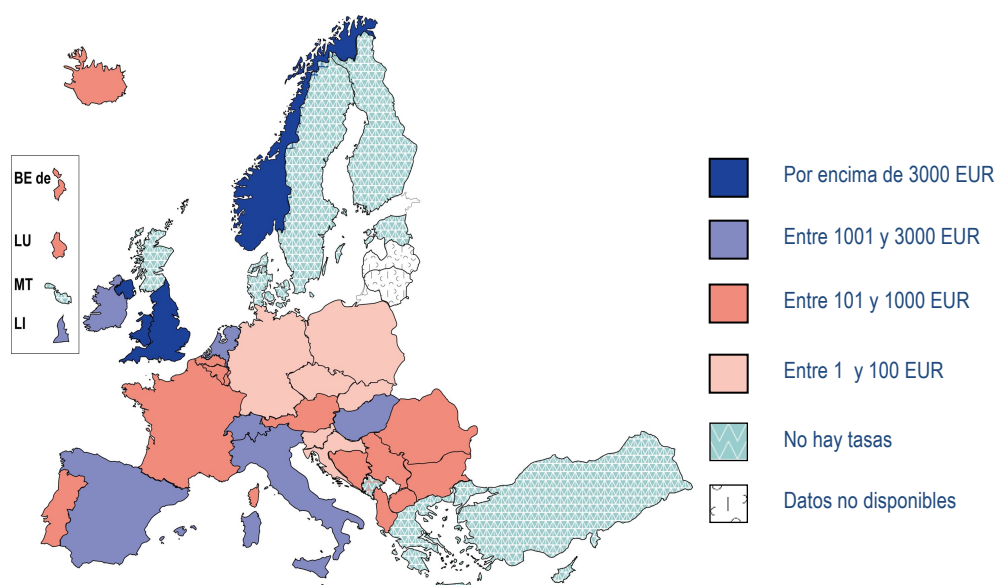 BE de
LU
MT
LI
Por encima de 3000 EUR
Entre 1001 y 3000 EUR
Entre 101 y 1000 EUR
Entre 1 y 100 EUR
No hay tasas
Datos no disponibles